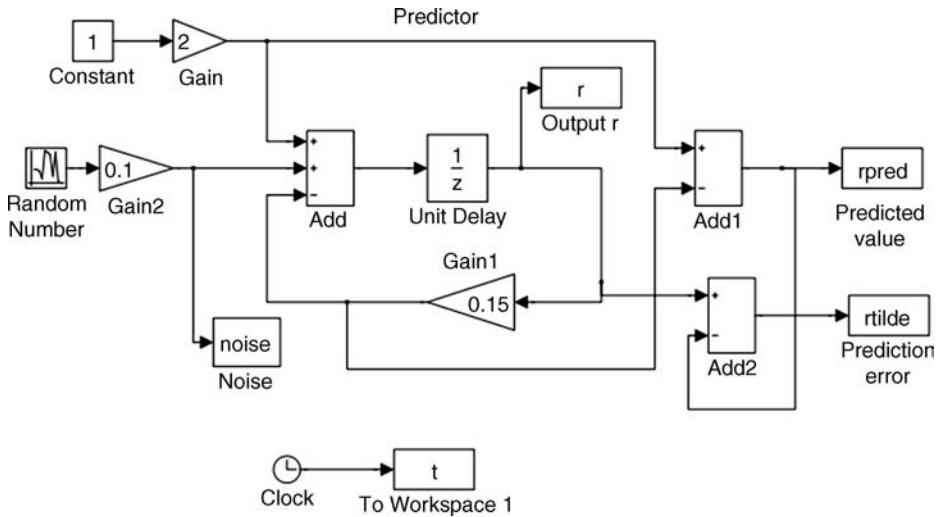 Predictor
1
Constant
2
Gain
r
Output r
+
+
−
Add
1
z
Unit Delay
+
−
Add1
rpred
Predicted
value
Random
Number
0.1
Gain2
Gain1
0.15
noise
Noise
+
−
Add2
rtilde
Prediction
error
Clock
t
To Workspace 1